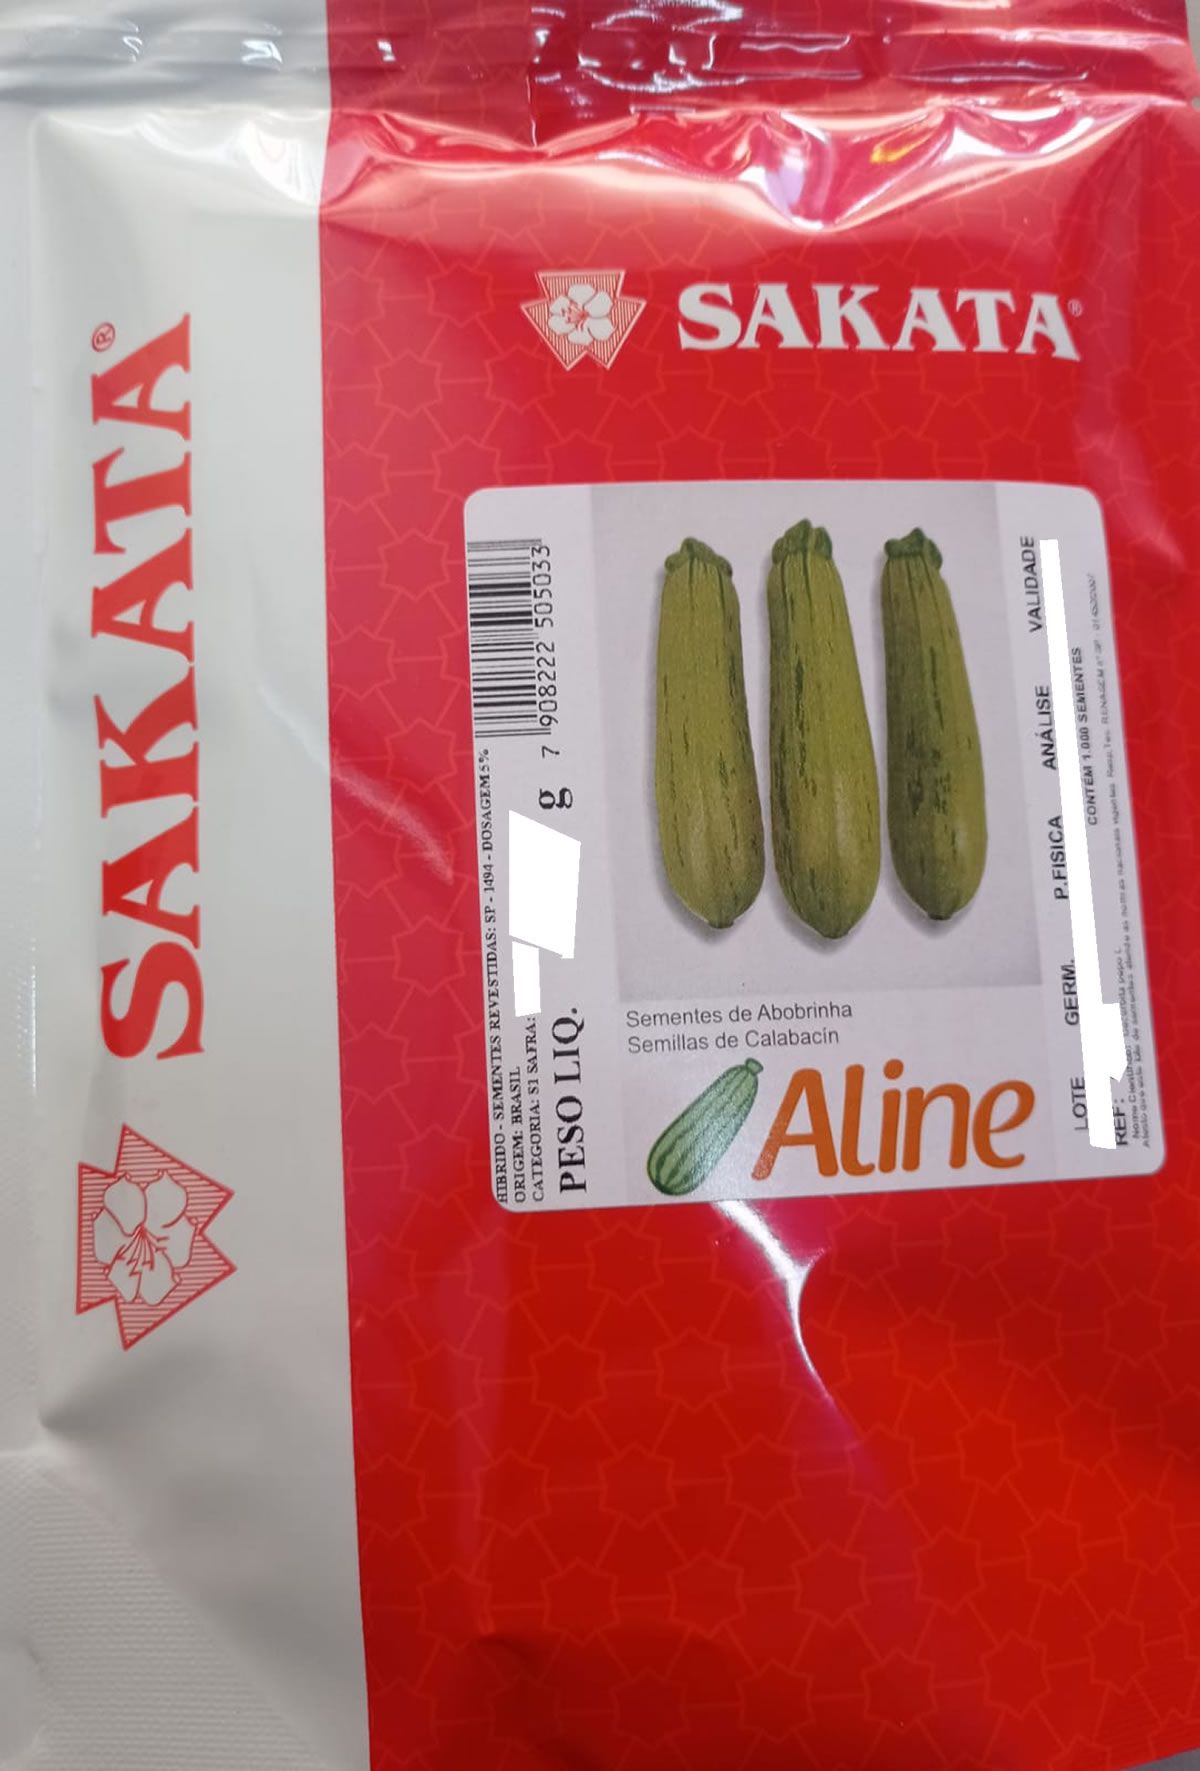 SAKATA®
SAKATA®
HIBRIDO - SEMENTES REVESTIDAS: SP - 1494 - DOSAGEM 5%
ORIGEM: BRASIL
CATEGORIA: S1 SAFRA:
PESO LIQ. g
7 908222 505033
Sementes de Abobrinha
Semillas de Calabacín
Aline
LOTE GERM. P.FISICA ANÁLISE VALIDADE
CONTÉM 1.000 SEMENTES
REF: